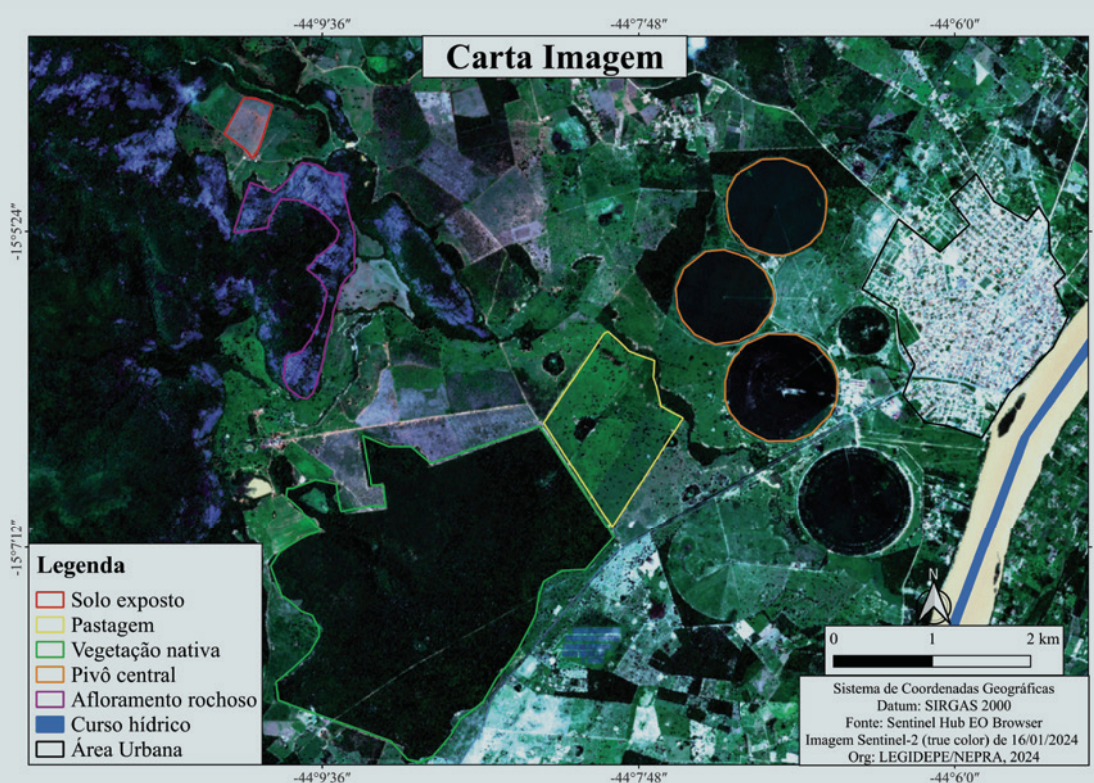 -44°9'36"
-44°7'48"
-44°6'0"
Carta Imagem
-15°5'24"
-15°7'12"
Legenda
Solo exposto
Pastagem
Vegetação nativa
Pivô central
Afloramento rochoso
Curso hídrico
Área Urbana
N
0 1 2 km
Sistema de Coordenadas Geográficas
Datum: SIRGAS 2000
Fonte: Sentinel Hub EO Browser
Imagem Sentinel-2 (true color) de 16/01/2024
Org: LEGIDEPE/NEPRA, 2024
-44°9'36"
-44°7'48"
-44°6'0"